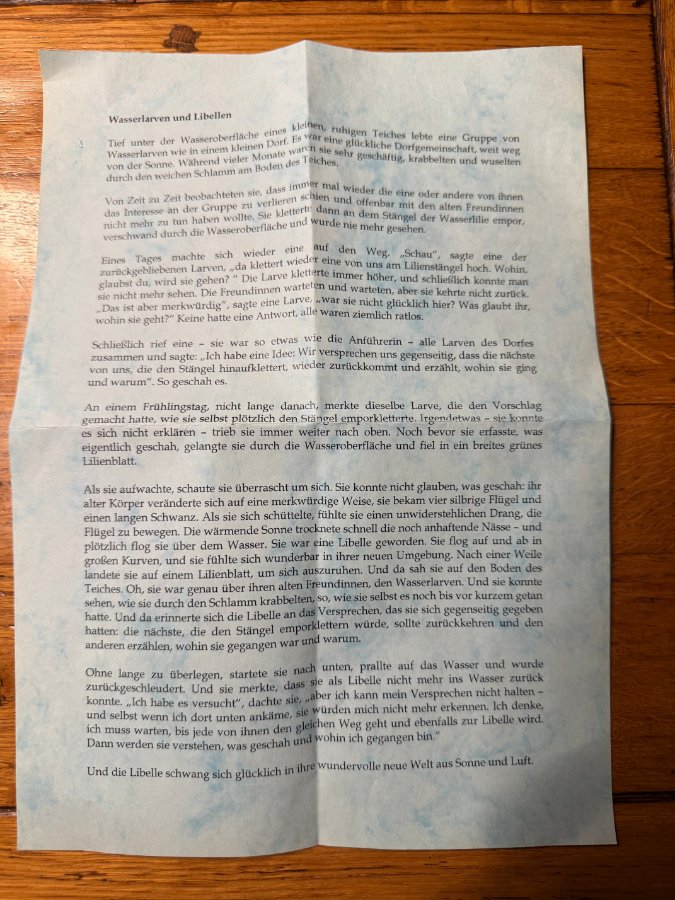 Wasserlarven und Libellen
Tief unter der Wasseroberfläche eines kleinen, ruhigen Teiches lebte eine Gruppe von
Wasserlarven wie in einem kleinen Dorf. Es war eine glückliche Dorfgemeinschaft, weit weg
von der Sonne. Während vieler Monate waren sie sehr geschäftig, krabbelten und wuselten
durch den weichen Schlamm am Boden des Teiches.
Von Zeit zu Zeit beobachteten sie, dass immer mal wieder die eine oder andere von ihnen
das Interesse an der Gruppe zu verlieren schien und offenbar mit den alten Freundinnen
nicht mehr zu tun haben wollte. Sie kletterte dann an dem Stängel der Wasserlilie empor,
verschwand durch die Wasseroberfläche und wurde nie mehr gesehen.
Eines Tages machte sich wieder eine auf den Weg. „Schau", sagte eine der
zurückgebliebenen Larven, „da klettert wieder eine von uns am Lilienstängel hoch. Wohin,
glaubst du, wird sie gehen? “ Die Larve kletterte immer höher, und schließlich konnte man
sie nicht mehr sehen. Die Freundinnen warteten und warteten, aber sie kehrte nicht zurück.
„Das ist aber merkwürdig", sagte eine Larve, „war sie nicht glücklich hier? Was glaubt ihr,
wohin sie geht?" Keine hatte eine Antwort, alle waren ziemlich ratlos.
Schließlich rief eine – sie war so etwas wie die Anführerin – alle Larven des Dorfes
zusammen und sagte: „Ich habe eine Idee: Wir versprechen uns gegenseitig, dass die nächste
von uns, die den Stängel hinaufklettert, wieder zurückkommt und erzählt, wohin sie ging
und warum“. So geschah es.
An einem Frühlingstag, nicht lange danach, merkte dieselbe Larve, die den Vorschlag
gemacht hatte, wie sie selbst plötzlich den Stängel emporkletterte. Irgendetwas – sie konnte
es sich nicht erklären – trieb sie immer weiter nach oben. Noch bevor sie erfasste, was
eigentlich geschah, gelangte sie durch die Wasseroberfläche und fiel in ein breites grünes
Lilienblatt.
Als sie aufwachte, schaute sie überrascht um sich. Sie konnte nicht glauben, was geschah: ihr
alter Körper veränderte sich auf eine merkwürdige Weise, sie bekam vier silbrige Flügel und
einen langen Schwanz. Als sie sich schüttelte, fühlte sie einen unwiderstehlichen Drang, die
Flügel zu bewegen. Die wärmende Sonne trocknete schnell die noch anhaftende Nässe – und
plötzlich flog sie über dem Wasser. Sie war eine Libelle geworden. Sie flog auf und ab in
großen Kurven, und sie fühlte sich wunderbar in ihrer neuen Umgebung. Nach einer Weile
landete sie auf einem Lilienblatt, um sich auszuruhen. Und da sah sie auf den Boden des
Teiches. Oh, sie war genau über ihren alten Freundinnen, den Wasserlarven. Und sie konnte
sehen, wie sie durch den Schlamm krabbelten, so, wie sie selbst es noch bis vor kurzem getan
hatte. Und da erinnerte sich die Libelle an das Versprechen, das sie sich gegenseitig gegeben
hatten: die nächste, die den Stängel emporklettern würde, sollte zurückkehren und den
anderen erzählen, wohin sie gegangen war und warum.
Ohne lange zu überlegen, startete sie nach unten, prallte auf das Wasser und wurde
zurückgeschleudert. Und sie merkte, dass sie als Libelle nicht mehr ins Wasser zurück
konnte. „Ich habe es versucht", dachte sie, „aber ich kann mein Versprechen nicht halten –
und selbst wenn ich dort unten ankäme, sie würden mich nicht mehr erkennen. Ich denke,
ich muss warten, bis jede von ihnen den gleichen Weg geht und ebenfalls zur Libelle wird.
Dann werden sie verstehen, was geschah und wohin ich gegangen bin.“
Und die Libelle schwang sich glücklich in ihre wundervolle neue Welt aus Sonne und Luft.